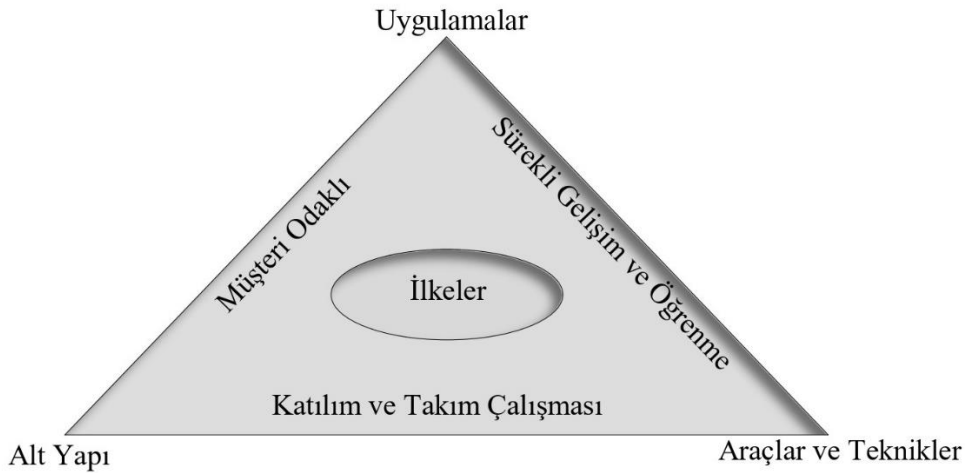 Uygulamalar
Müşteri Odaklı
Sürekli Gelişim ve Öğrenme
İlkeler
Katılım ve Takım Çalışması
Alt Yapı
Araçlar ve Teknikler